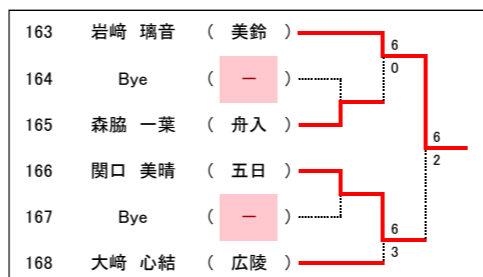 163 岩﨑 璃音 ( 美鈴 )
6
0
164 Bye ( ー )
165 森脇 一葉 ( 舟入 )
6
2
166 関口 美晴 ( 五日 )
167 Bye ( ー )
6
3
168 大﨑 心結 ( 広陵 )